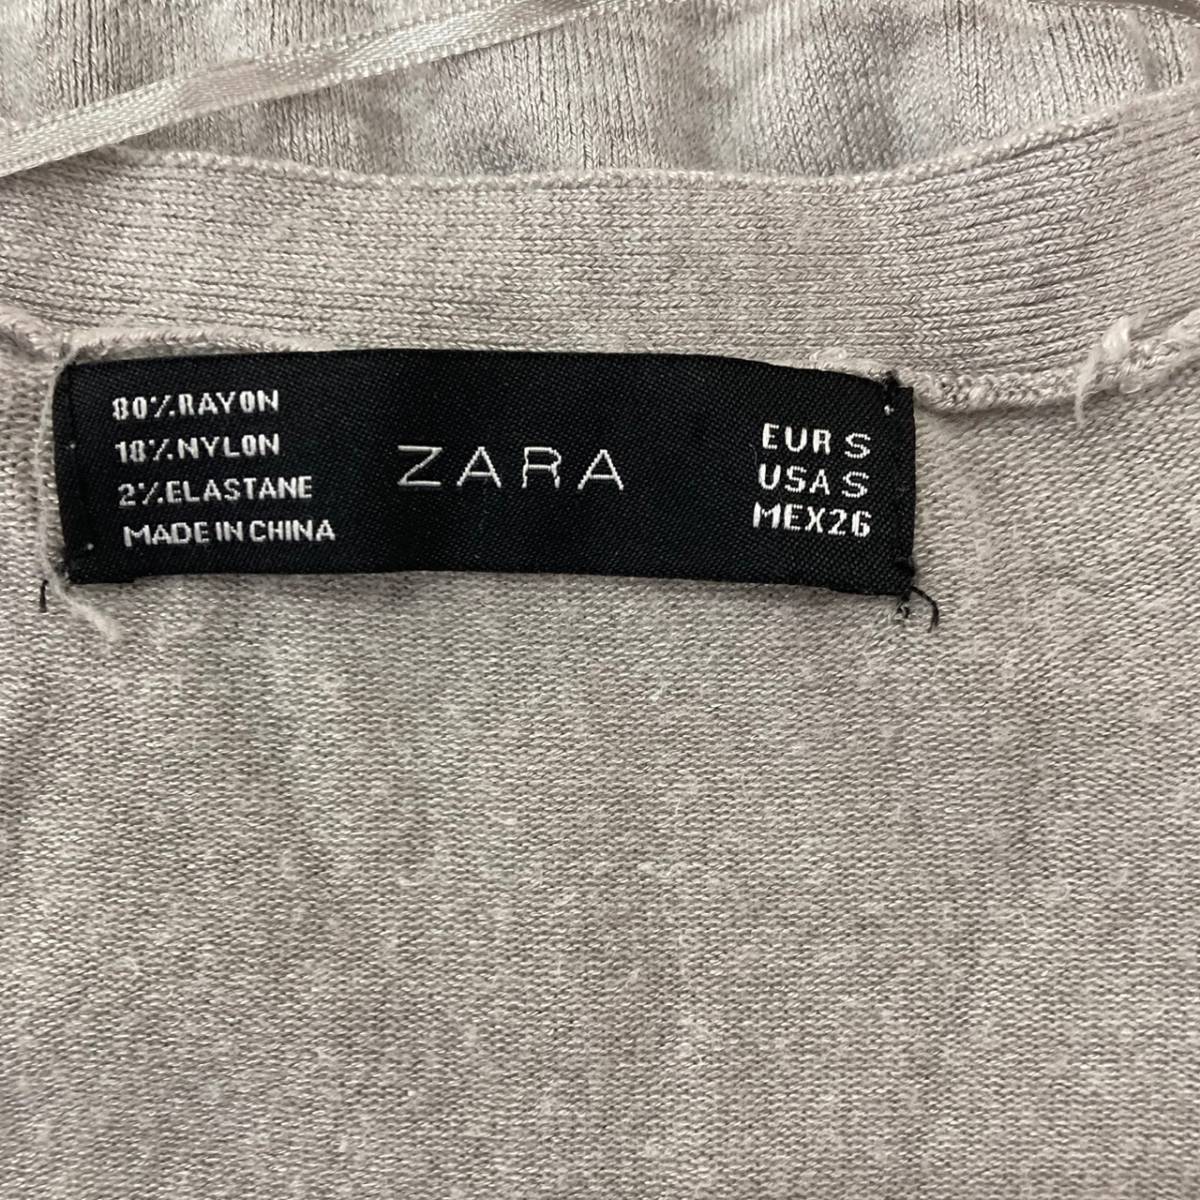 80% RAYON
18% NYLON
2% ELASTANE
MADE IN CHINA
ZARA
EUR S
USA S
MEX 26